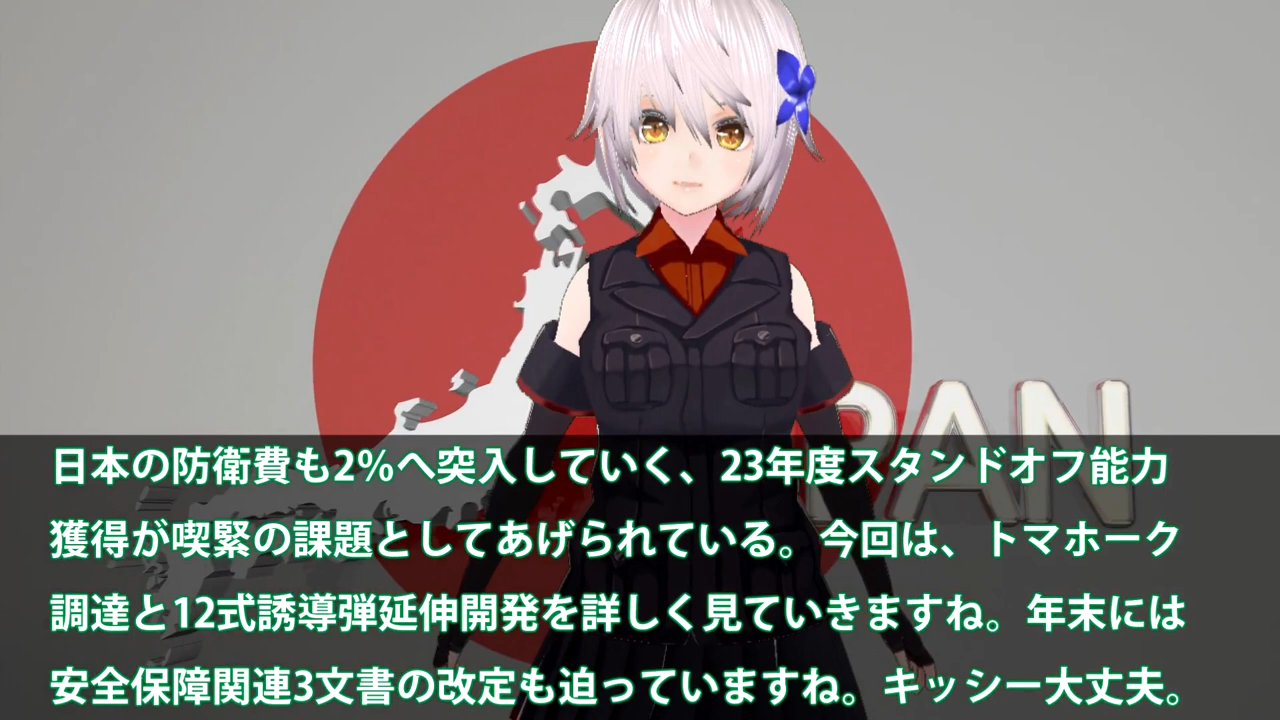 PAN
日本の防衛費も2%へ突入していく、23年度スタンドオフ能力
獲得が喫緊の課題としてあげられている。今回は、トマホーク
調達と12式誘導弾延伸開発を詳しく見ていきますね。年末には
安全保障関連3文書の改定も迫っていますね。キッシー大丈夫。